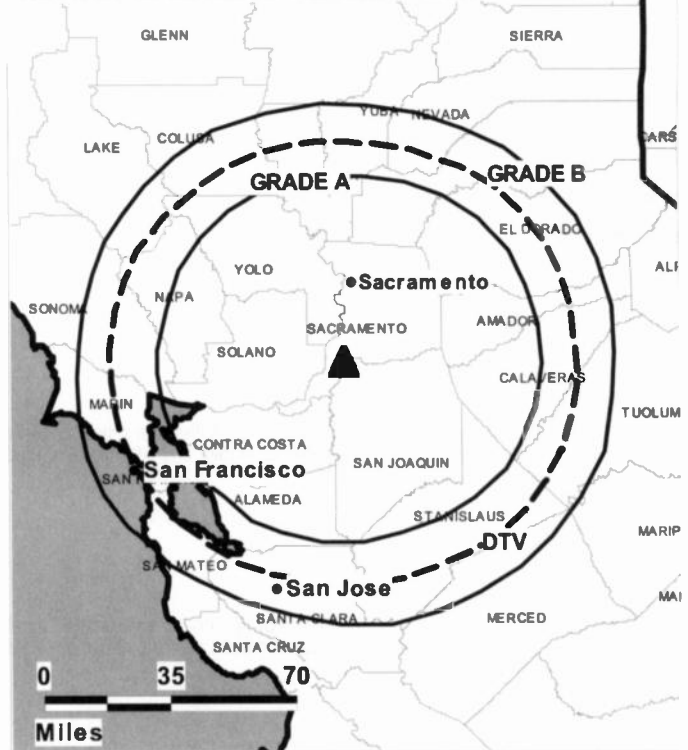 GLENN
SIERRA
YUBA
NEVADA
COLUSA
CARS
LAKE
GRADE A
GRADE B
EL DORADO
YOLO
ALP
Sacramento
NAPA
SONOMA
SACRAMENTO
AMADOR
SOLANO
CALAVERAS
MARIN
TUOLUM
CONTRA COSTA
SAN JOAQUIN
San Francisco
SAN F
ALAMEDA
STANISLAUS
MARIP
DTV
SAN MATEO
San Jose
MA
SANTA CLARA
MERCED
SANTA CRUZ
0 35 70
Miles